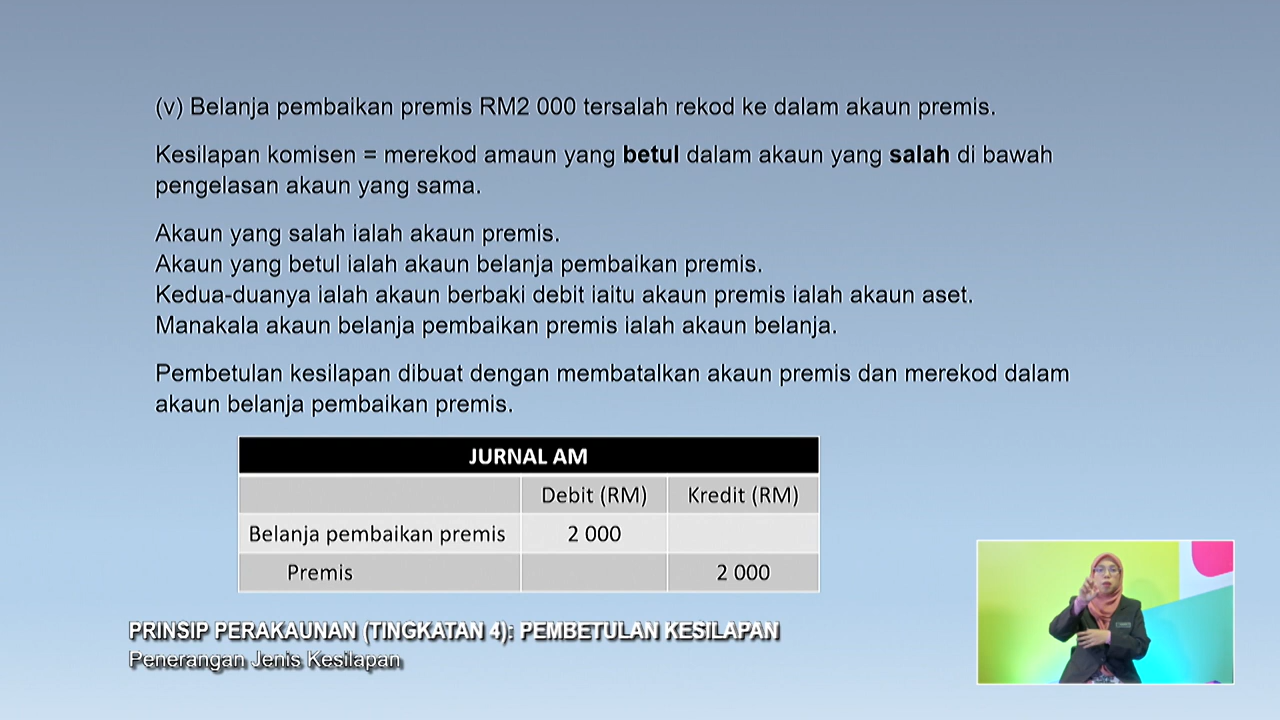 (v) Belanja pembaikan premis RM2 000 tersalah rekod ke dalam akaun premis.
Kesilapan komisen = merekod amaun yang betul dalam akaun yang salah di bawah
pengelasan akaun yang sama.
Akaun yang salah ialah akaun premis.
Akaun yang betul ialah akaun belanja pembaikan premis.
Kedua-duanya ialah akaun berbaki debit iaitu akaun premis ialah akaun aset.
Manakala akaun belanja pembaikan premis ialah akaun belanja.
Pembetulan kesilapan dibuat dengan membatalkan akaun premis dan merekod dalam
akaun belanja pembaikan premis.
JURNAL AM
Debit (RM) Kredit (RM)
Belanja pembaikan premis 2 000
Premis 2 000
PRINSIP PERAKAUNAN (TINGKATAN 4): PEMBETULAN KESILAPAN
Penerangan Jenis Kesilapan